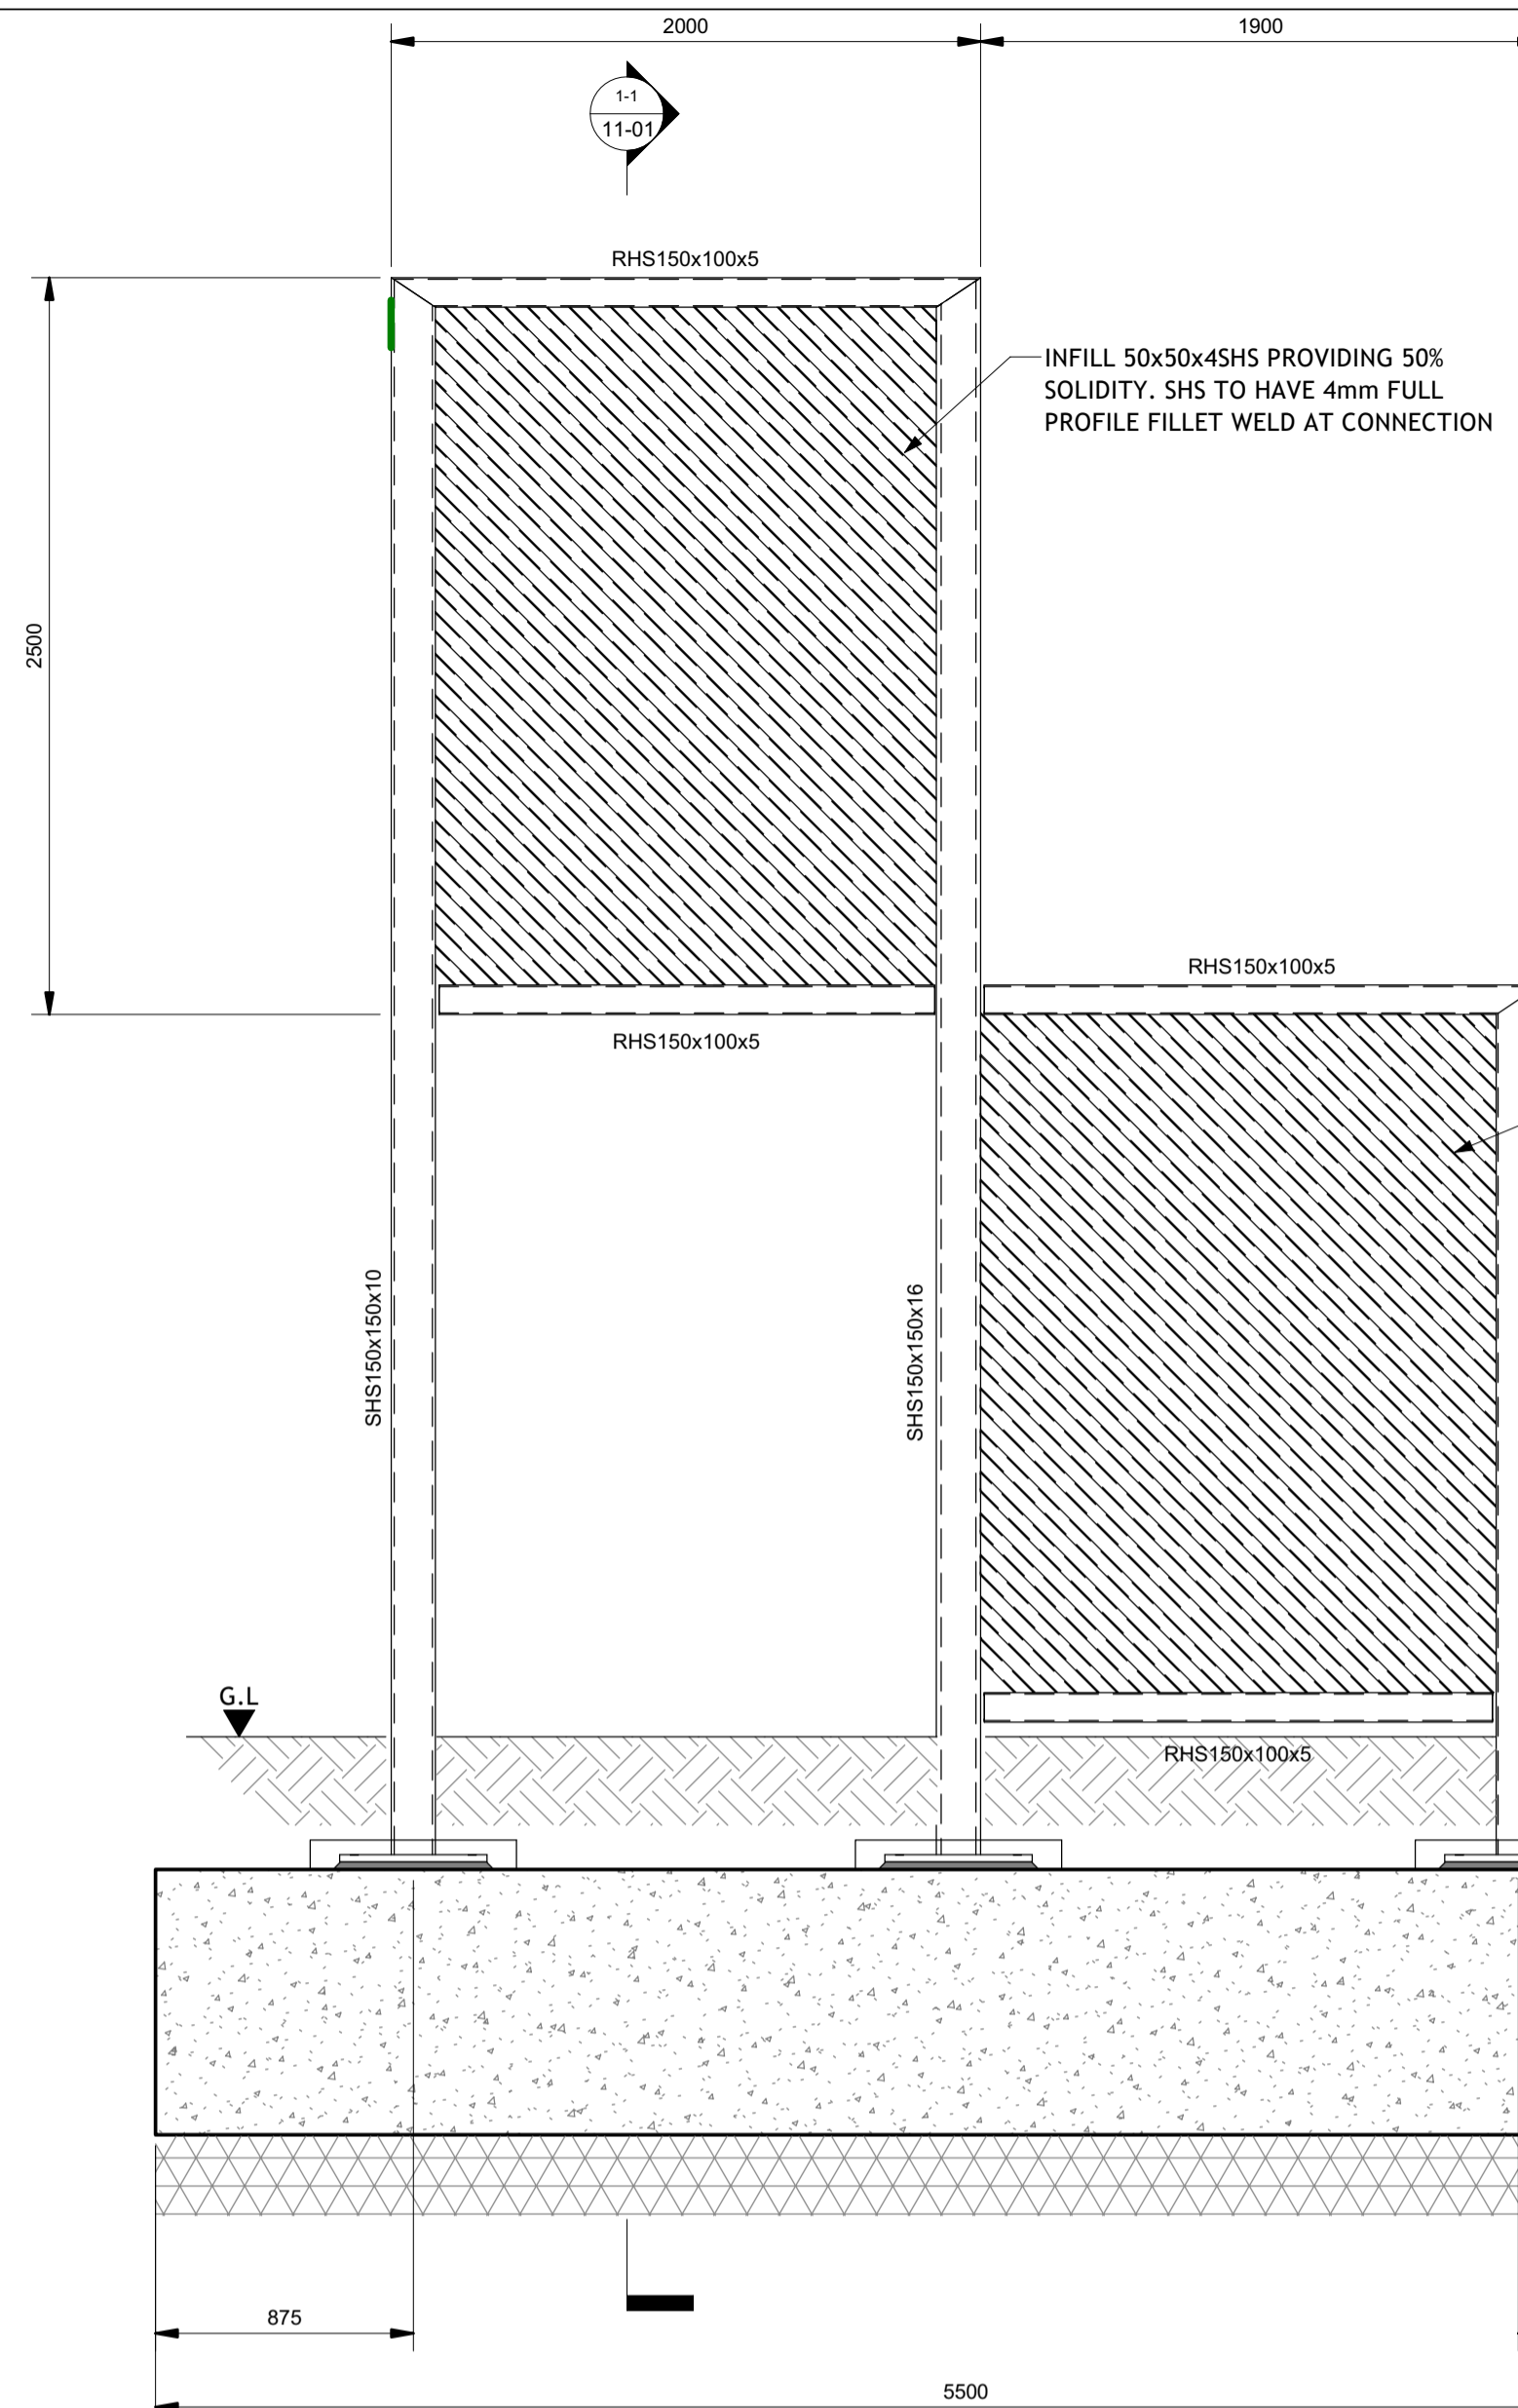 2000
1900
1-1
11-01
RHS150x100x5
INFILL 50x50x4SHS PROVIDING 50%
SOLIDITY. SHS TO HAVE 4mm FULL
PROFILE FILLET WELD AT CONNECTION
2500
RHS150x100x5
RHS150x100x5
SHS150x150x10
SHS150x150x16
G.L
RHS150x100x5
875
5500